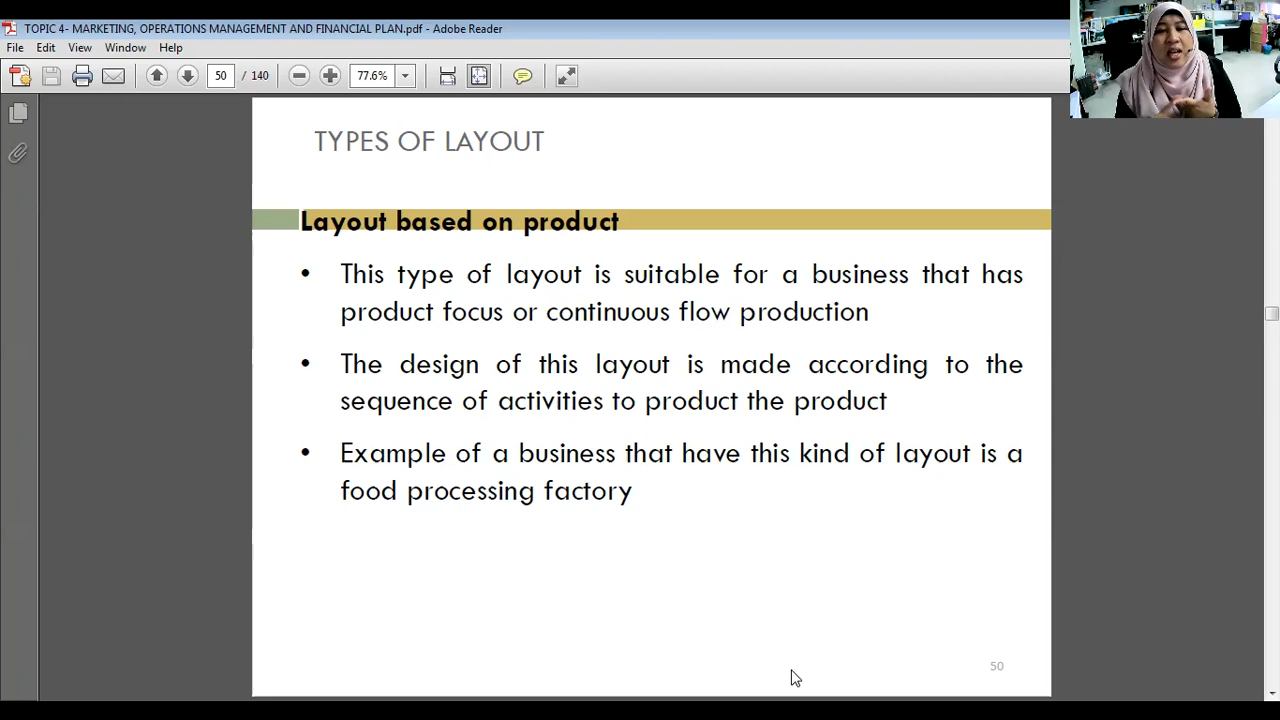 TOPIC 4- MARKETING, OPERATIONS MANAGEMENT AND FINANCIAL PLAN.pdf - Adobe Reader
File Edit View Window Help
50 / 140 77.6%
TYPES OF LAYOUT
Layout based on product
• This type of layout is suitable for a business that has
product focus or continuous flow production
• The design of this layout is made according to the
sequence of activities to product the product
• Example of a business that have this kind of layout is a
food processing factory
50